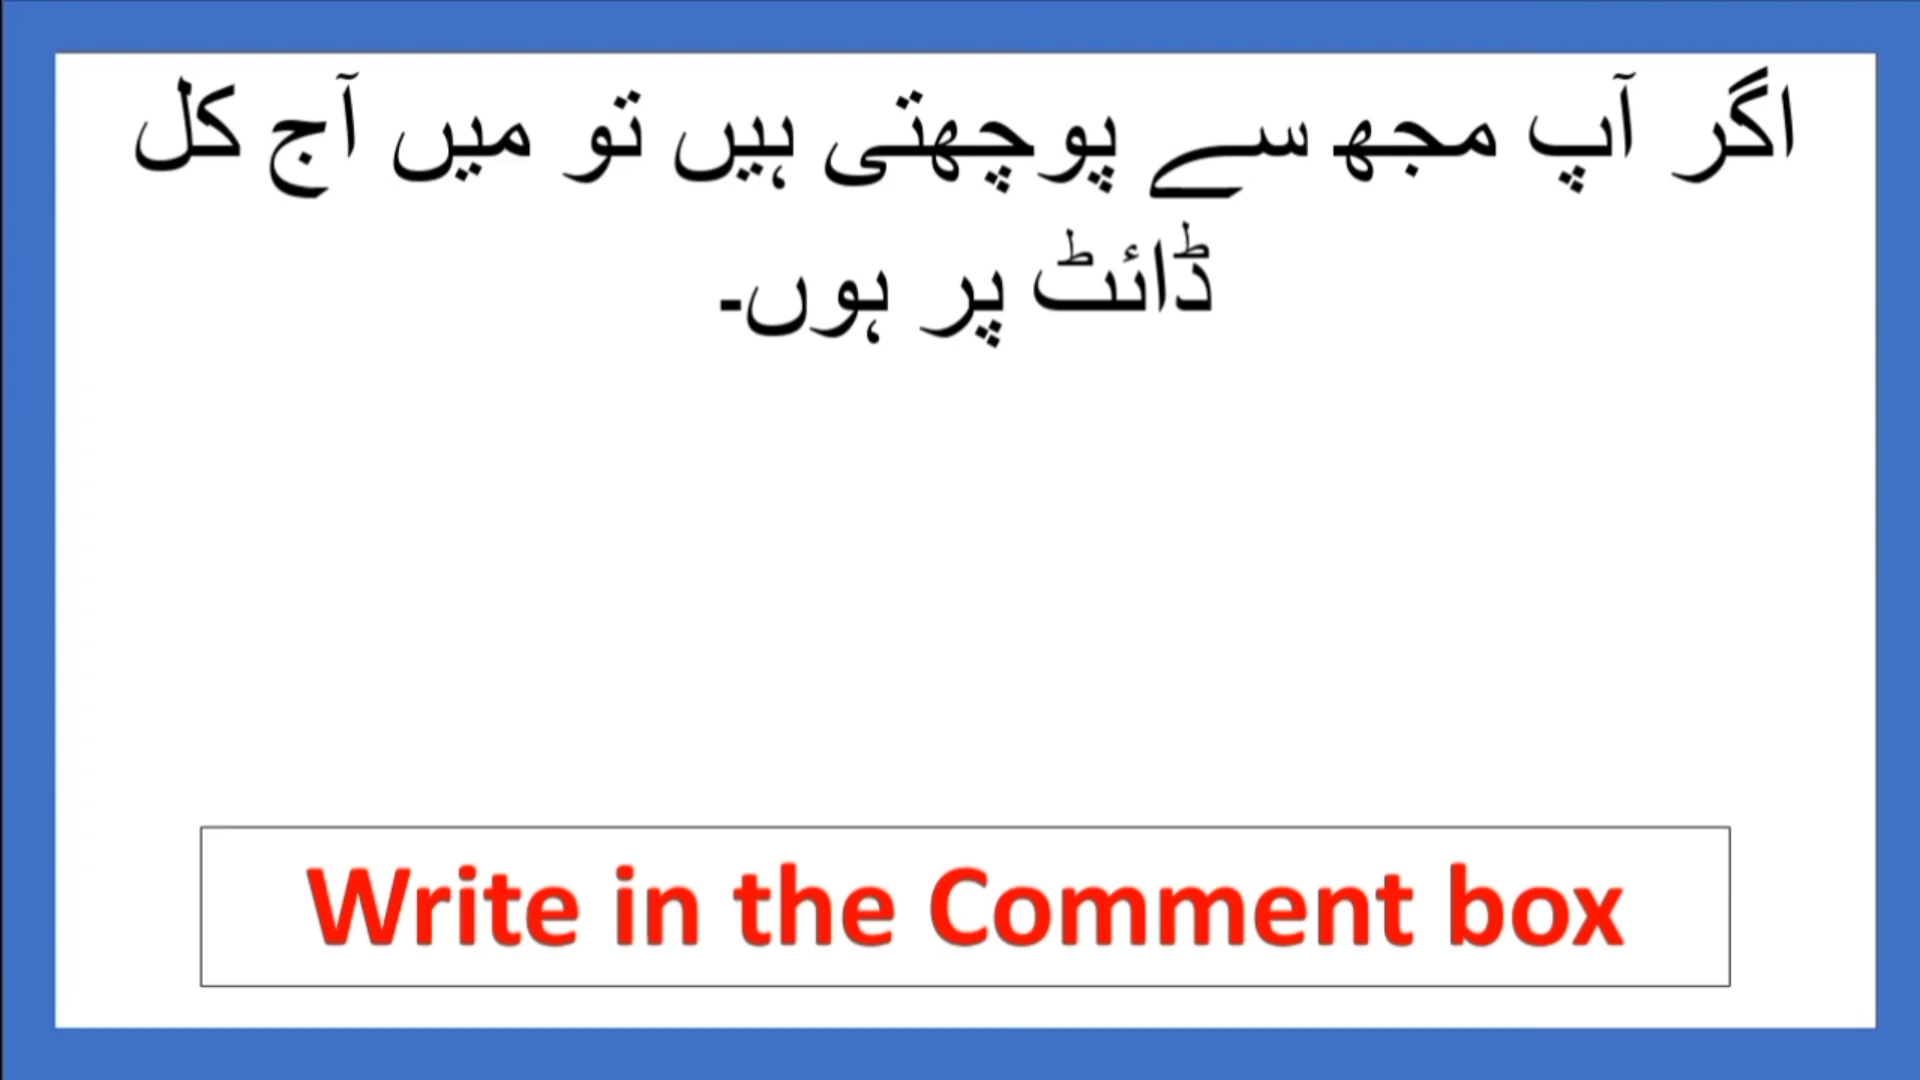 اگر آپ مجھ سے پوچھتی ہیں تو میں آج کل
ڈائٹ پر ہوں۔
Write in the Comment box